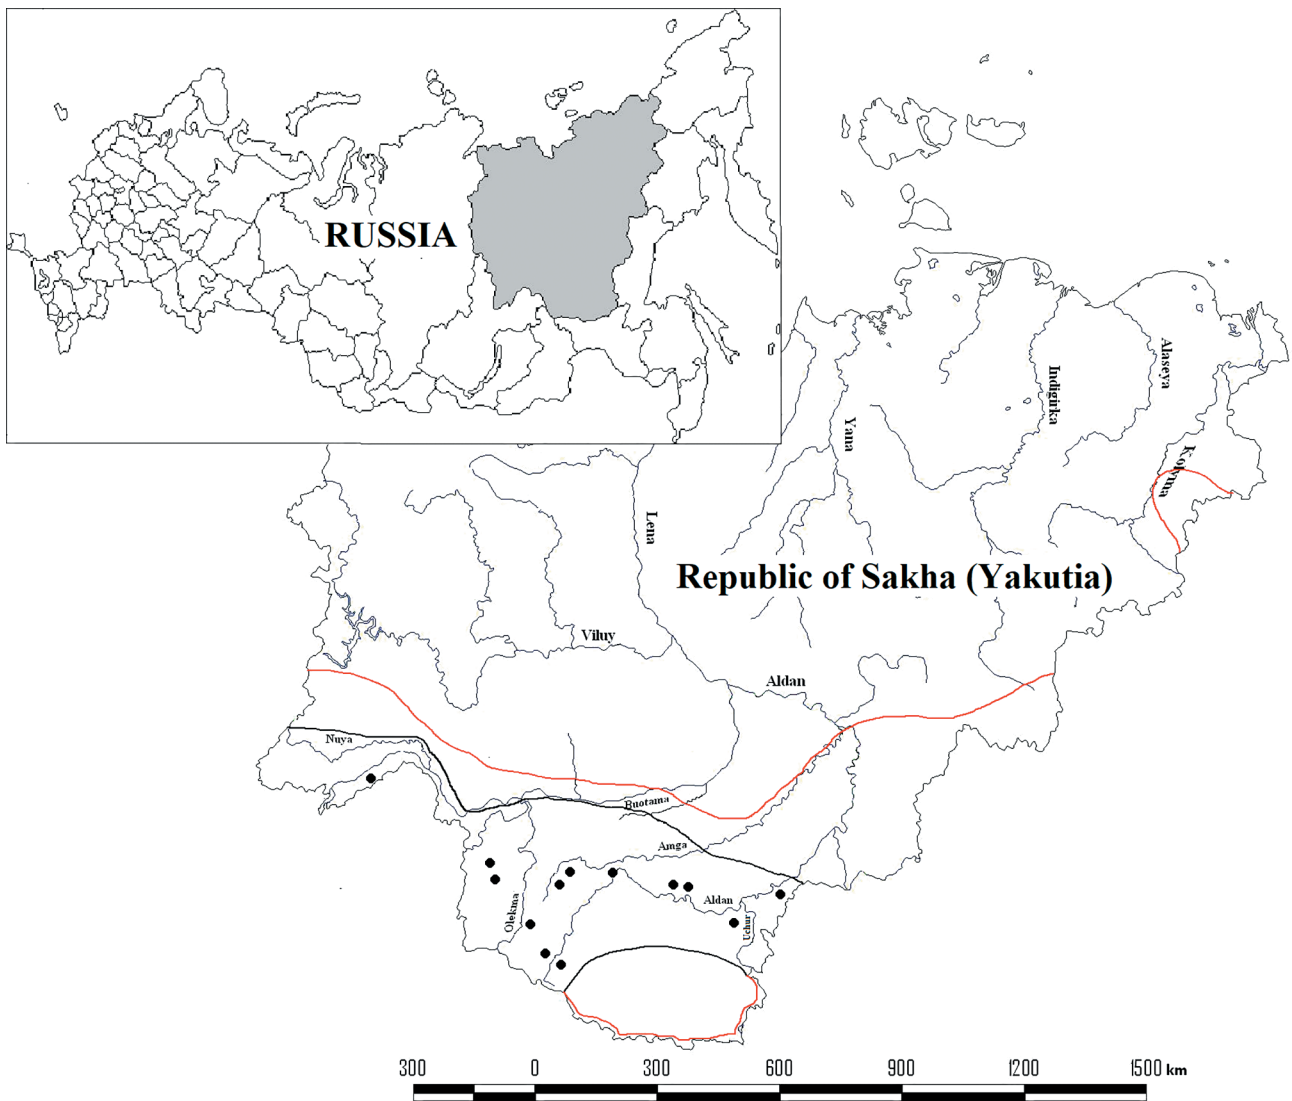 RUSSIA
Alaseya
Indigirka
Yana
Kolyma
Lena
Republic of Sakha (Yakutia)
Viluy
Aldan
Nuya
Buotama
Amga
Olekma
Aldan
Uchur
300 0 300 600 900 1200 1500 km